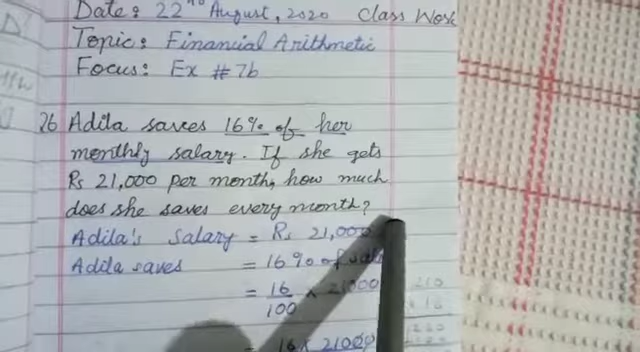 Date: 22nd August, 2020 Class Work
Topic: Financial Arithmetic
Focus: Ex # 7b
Adila saves 16% of her
monthly salary. If she gets
Rs 21,000 per month, how much
does she saves every month?
Adila's Salary = Rs 21,000
Adila saves = 16% of
= 16/100 × 21000
= 16 × 21000